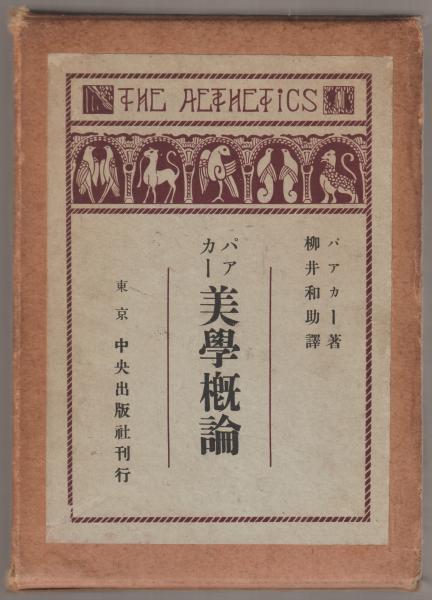 THE AETHETICS
パアカー著
柳井和助譯
パアカー
美學概論
東京 中央出版社刊行